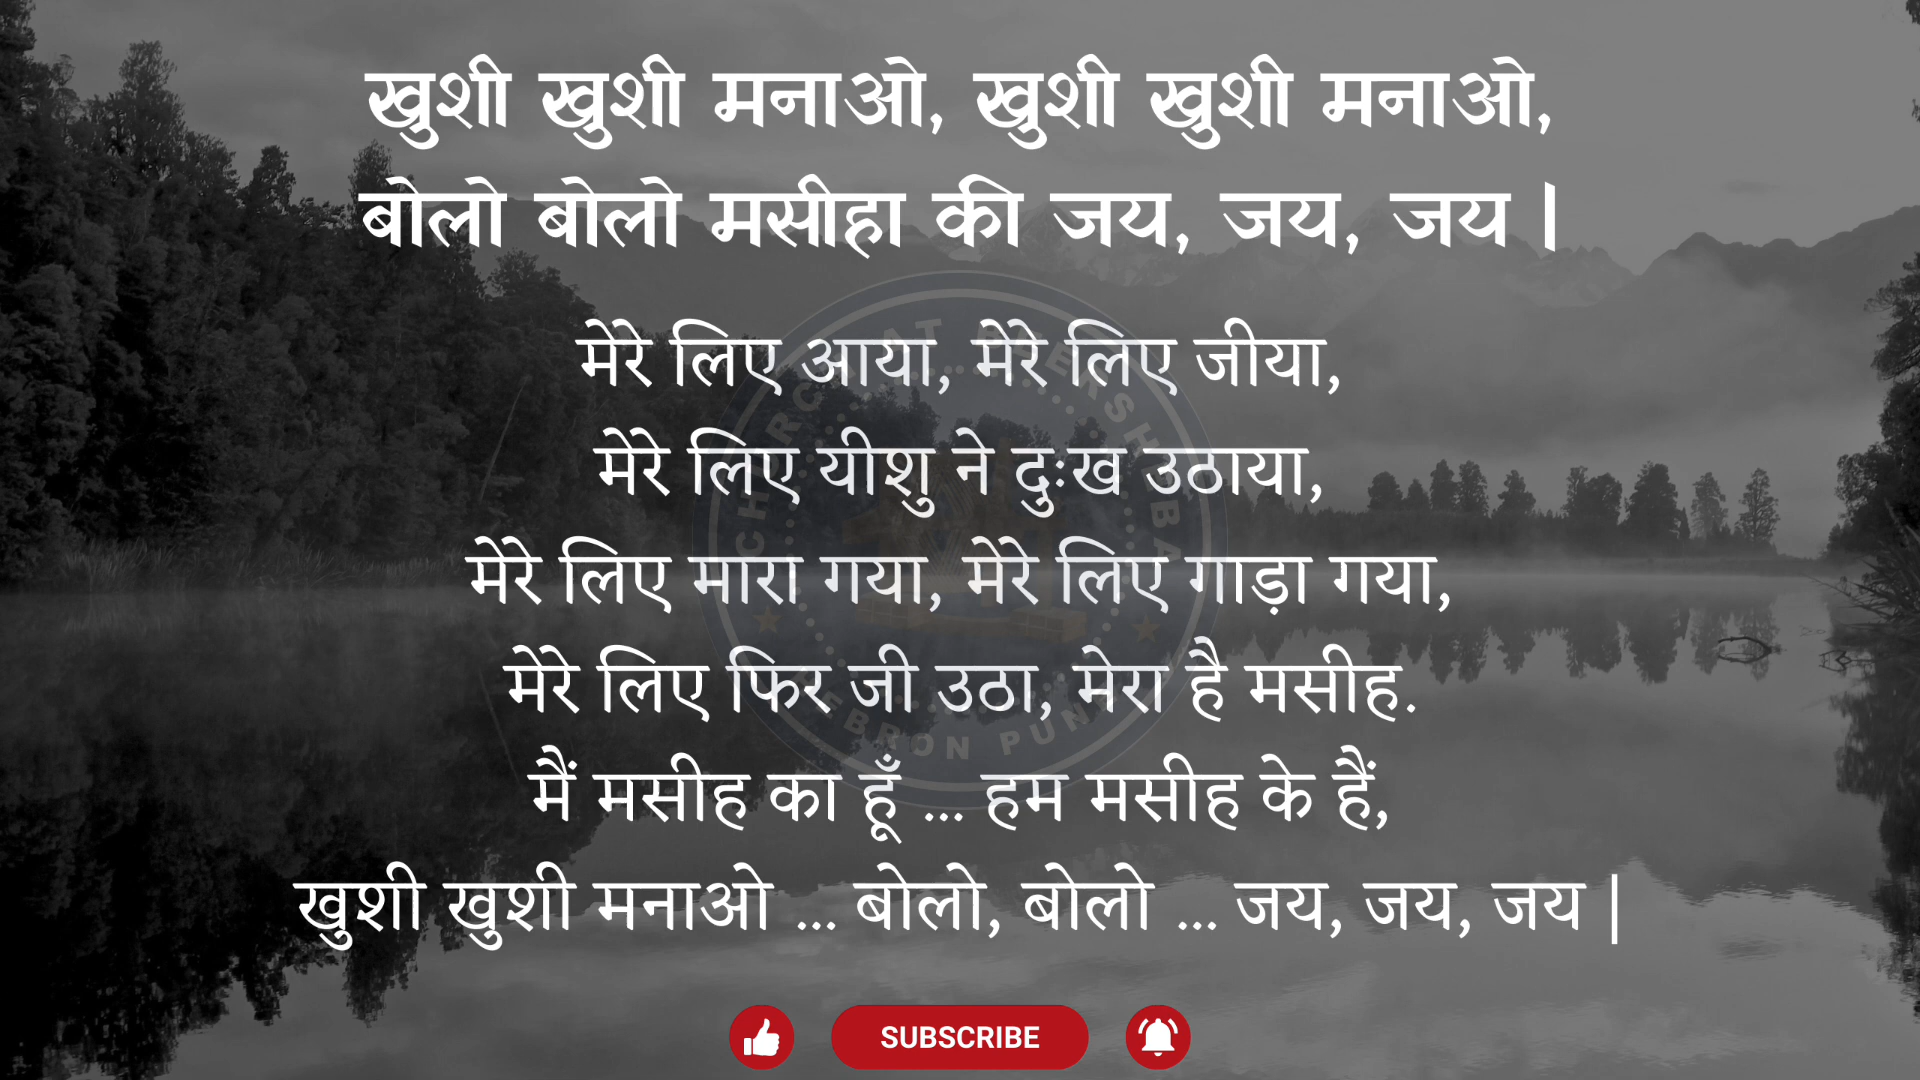 खुशी खुशी मनाओ, खुशी खुशी मनाओ,
बोलो बोलो मसीहा की जय, जय, जय |
मेरे लिए आया, मेरे लिए जीया,
मेरे लिए यीशु ने दुःख उठाया,
मेरे लिए मारा गया, मेरे लिए गाड़ा गया,
मेरे लिए फिर जी उठा, मेरा है मसीह.
मैं मसीह का हूँ ... हम मसीह के हैं,
खुशी खुशी मनाओ ... बोलो, बोलो ... जय, जय, जय |
SUBSCRIBE